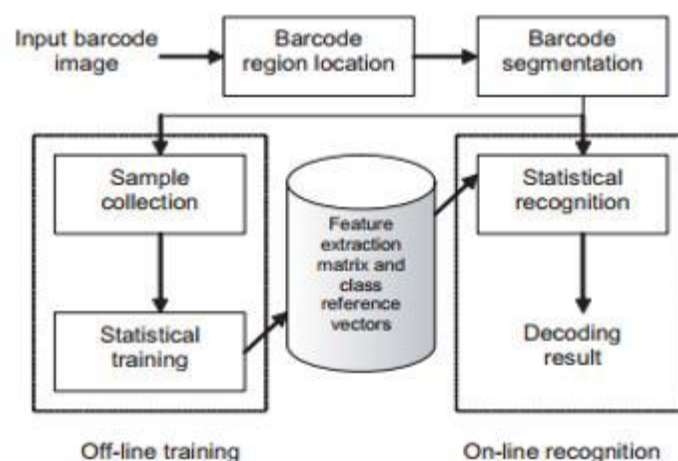 Input barcode
image
Barcode
region location
Barcode
segmentation
Sample
collection
Statistical
training
Feature
extraction
matrix and
class
reference
vectors
Statistical
recognition
Decoding
result
Off-line training
On-line recognition